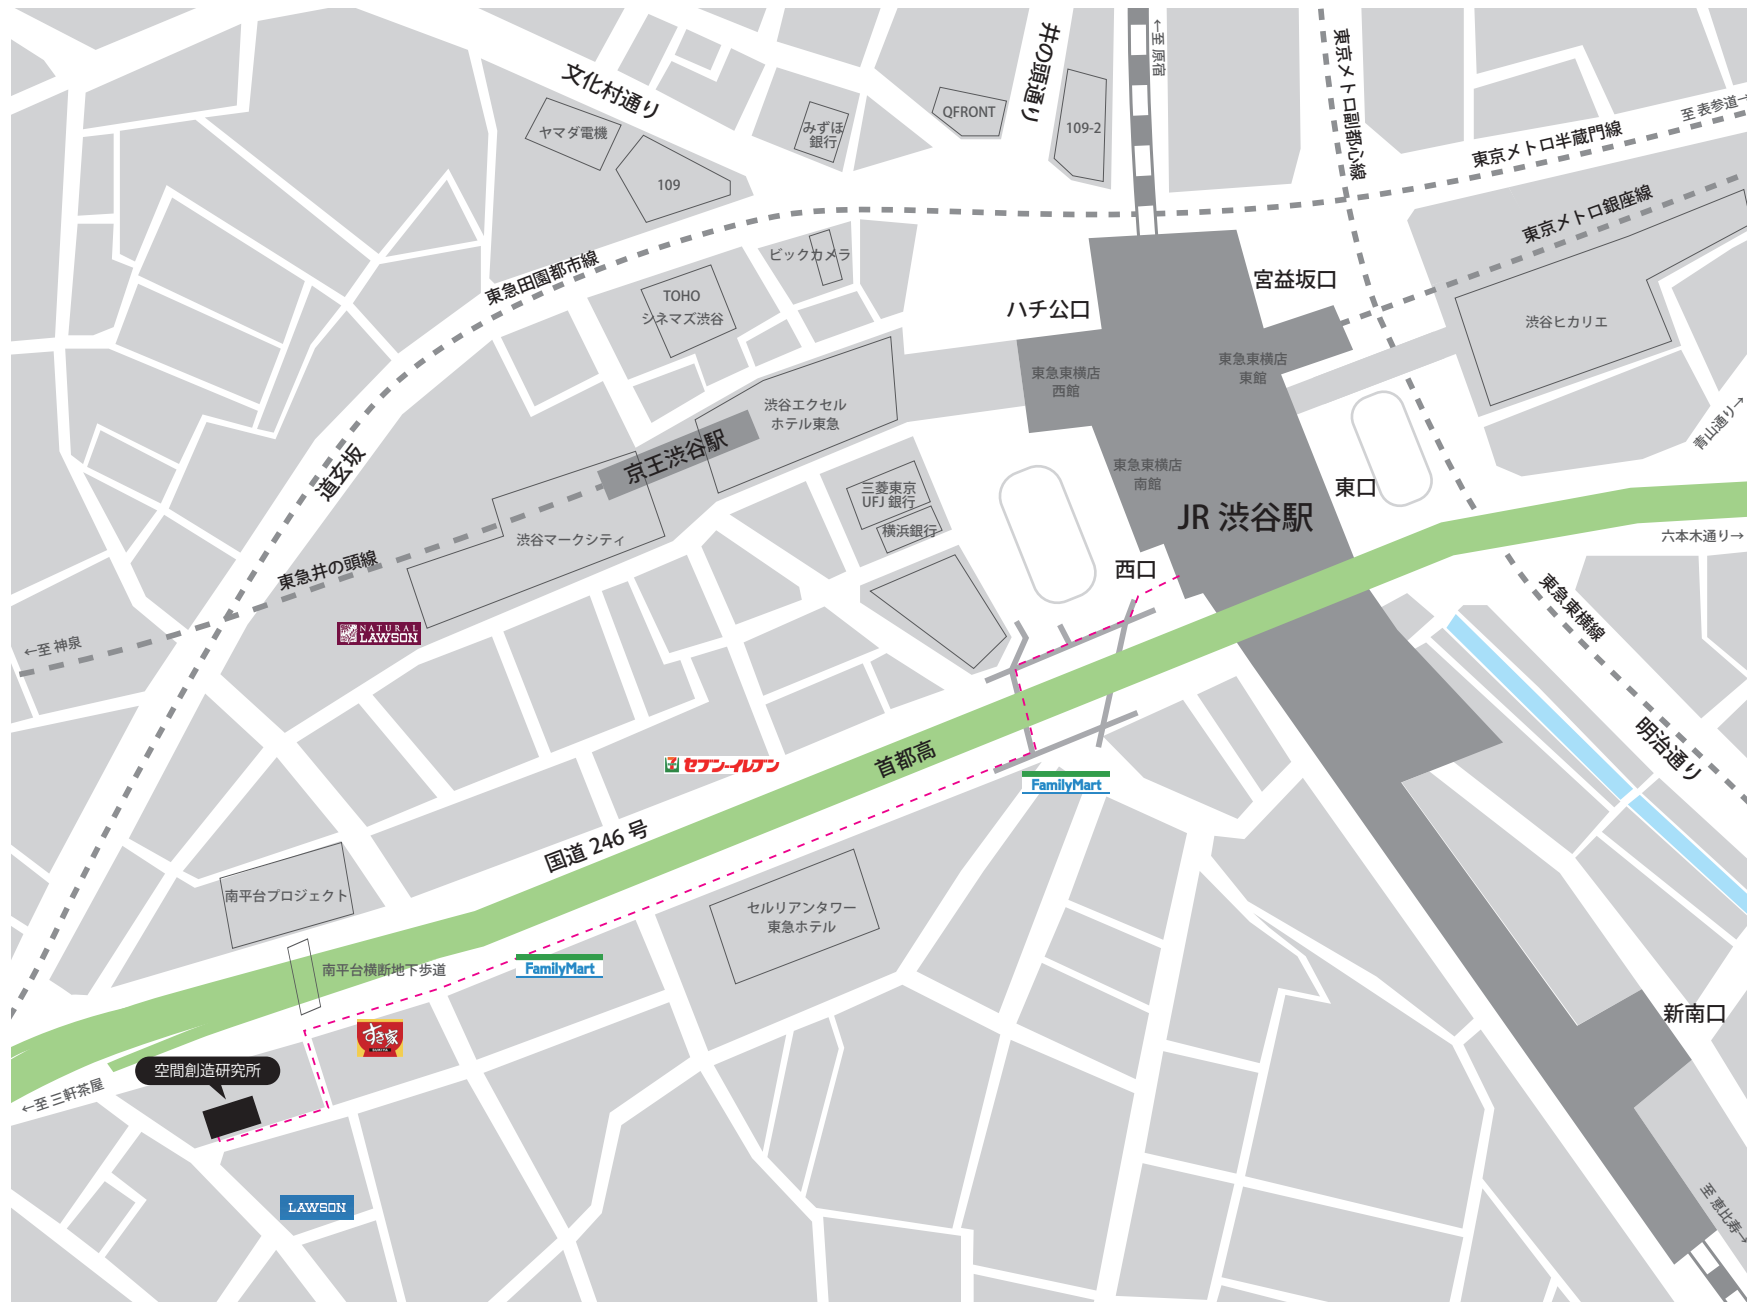 文化村通り
井の頭通り
←至 原宿
東京メトロ副都心線
至 表参道→
東京メトロ半蔵門線
東京メトロ銀座線
ヤマダ電機
109
みずほ
銀行
QFRONT
109-2
東急田園都市線
ビックカメラ
TOHO
シネマズ渋谷
ハチ公口
宮益坂口
渋谷ヒカリエ
東急東横店
西館
東急東横店
東館
渋谷エクセル
ホテル東急
京王渋谷駅
道玄坂
青山通り→
東急東横店
南館
東口
JR 渋谷駅
三菱東京
UFJ 銀行
横浜銀行
渋谷マークシティ
六本木通り→
東急井の頭線
西口
NATURAL
LAWSON
←至 神泉
東急東横線
明治通り
セブン-イレブン
首都高
FamilyMart
国道 246 号
南平台プロジェクト
セルリアンタワー
東急ホテル
南平台横断地下歩道
FamilyMart
新南口
すき家
SUKIYA
空間創造研究所
←至 三軒茶屋
LAWSON
至 恵比寿→